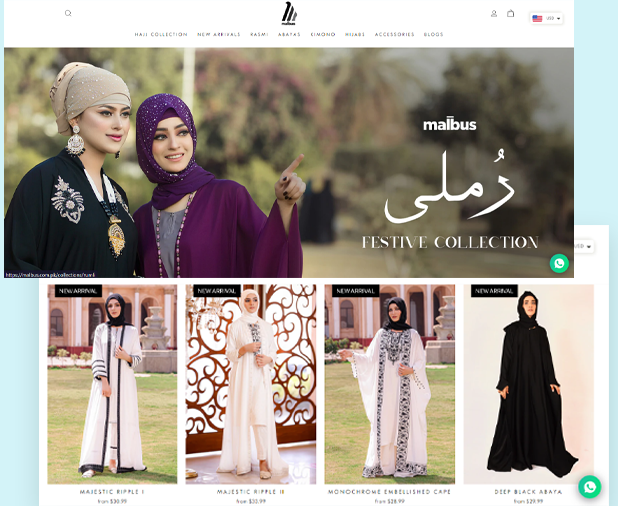 malbus
USD
HAJJ COLLECTION NEW ARRIVALS RASMI ABAYAS KIMONO HIJABS ACCESSORIES BLOGS
malbus
رُملی
FESTIVE COLLECTION
USD
https://malbus.com.pk/collections/rumli
NEW ARRIVAL NEW ARRIVAL NEW ARRIVAL NEW ARRIVAL
MAJESTIC RIPPLE I MAJESTIC RIPPLE II MONOCHROME EMBELLISHED CAPE DEEP BLACK ABAYA
from $30.99 from $33.99 from $28.99 from $29.99